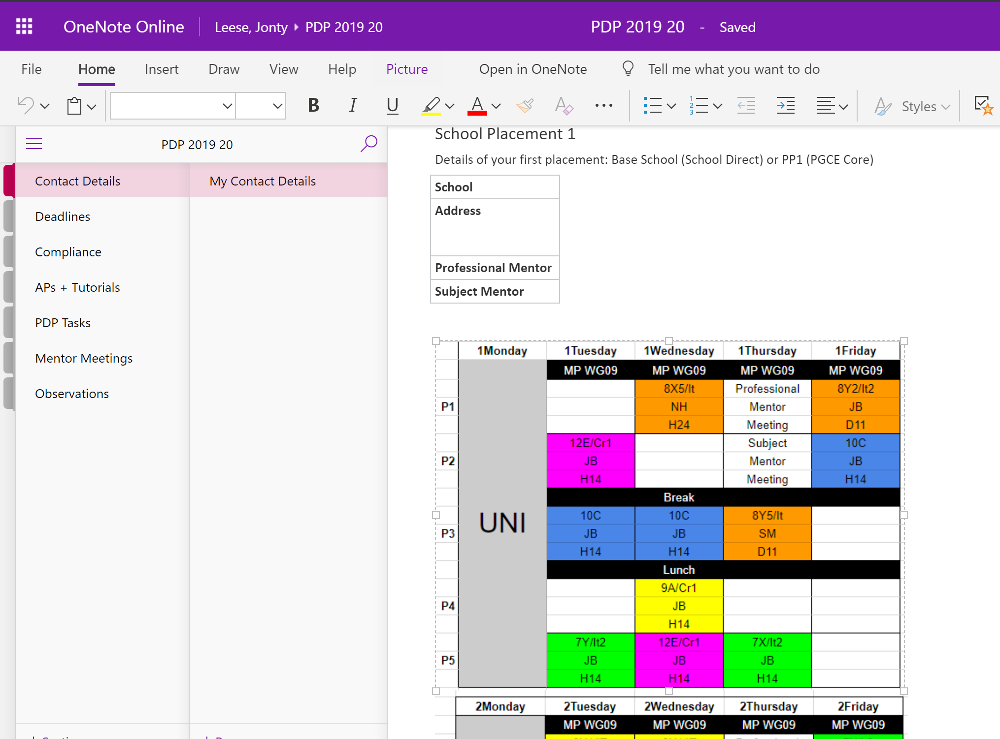 OneNote Online
Leese, Jonty PDP 2019 20
PDP 2019 20 - Saved
File Home Insert Draw View Help Picture Open in OneNote Tell me what you want to do
B I U A A Styles
PDP 2019 20
Contact Details
Deadlines
Compliance
APs + Tutorials
PDP Tasks
Mentor Meetings
Observations
My Contact Details
School Placement 1
Details of your first placement: Base School (School Direct) or PP1 (PGCE Core)
School
Address
Professional Mentor
Subject Mentor
1Monday 1Tuesday 1Wednesday 1Thursday 1Friday
MP WG09 MP WG09 MP WG09 MP WG09
8X5/It Professional 8Y2/It2
P1 NH Mentor JB
H24 Meeting D11
12E/Cr1 Subject 10C
P2 JB Mentor JB
H14 Meeting H14
Break
UNI
10C 10C 8Y5/It
P3 JB JB SM
H14 H14 D11
Lunch
9A/Cr1
P4 JB
H14
7Y/It2 12E/Cr1 7X/It2
P5 JB JB JB
H14 H14 H14
2Monday 2Tuesday 2Wednesday 2Thursday 2Friday
MP WG09 MP WG09 MP WG09 MP WG09